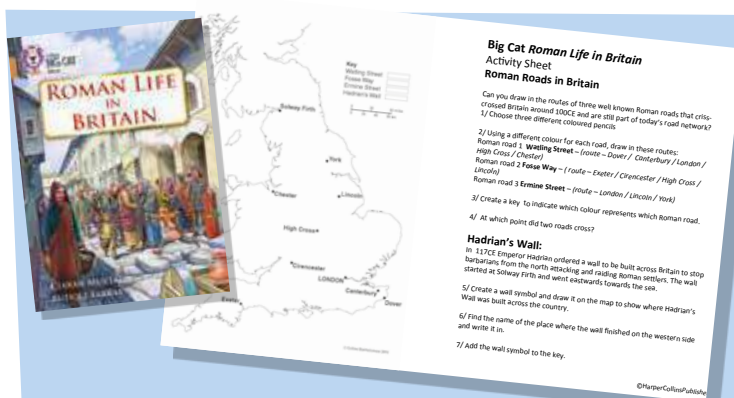 BIG CAT
ROMAN LIFE
IN
BRITAIN
Key
Watling Street
Fosse Way
Ermine Street
Hadrian's Wall
Solway Firth
York
Chester
Lincoln
High Cross
Cirencester
LONDON
Canterbury
Dover
Exeter
Big Cat Roman Life in Britain
Activity Sheet
Roman Roads in Britain
Can you draw in the routes of three well known Roman roads that criss-
crossed Britain around 100CE and are still part of today's road network?
1/ Choose three different coloured pencils
2/ Using a different colour for each road, draw in these routes:
Roman road 1 Watling Street – (route – Dover / Canterbury / London /
High Cross / Chester)
Roman road 2 Fosse Way – ( route – Exeter / Cirencester / High Cross /
Lincoln)
Roman road 3 Ermine Street – (route – London / Lincoln / York)
3/ Create a key to indicate which colour represents which Roman road.
4/ At which point did two roads cross?
Hadrian's Wall:
In 117CE Emperor Hadrian ordered a wall to be built across Britain to stop
barbarians from the north attacking and raiding Roman settlers. The wall
started at Solway Firth and went eastwards towards the sea.
5/ Create a wall symbol and draw it on the map to show where Hadrian's
Wall was built across the country.
6/ Find the name of the place where the wall finished on the western side
and write it in.
7/ Add the wall symbol to the key.
©HarperCollinsPublishe